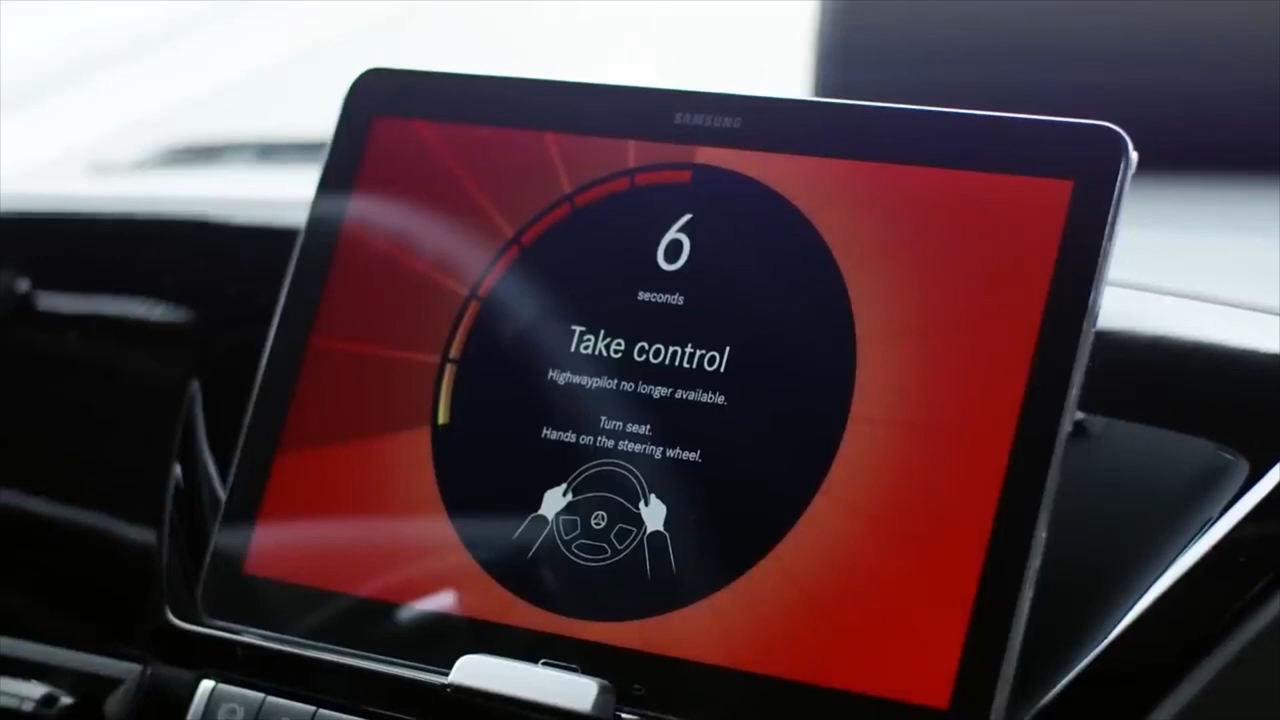 SAMSUNG
6
seconds
Take control
Highwaypilot no longer available.
Turn seat.
Hands on the steering wheel.